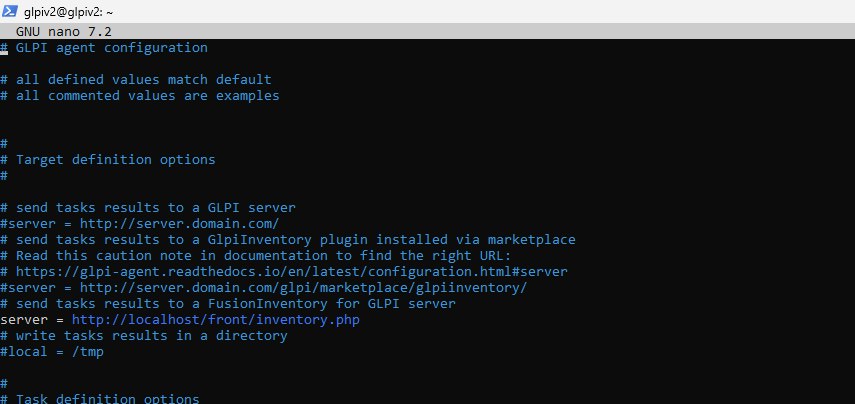 glpiv2@glpiv2: ~
GNU nano 7.2
# GLPI agent configuration
# all defined values match default
# all commented values are examples
#
# Target definition options
#
# send tasks results to a GLPI server
#server = http://server.domain.com/
# send tasks results to a GlpiInventory plugin installed via marketplace
# Read this caution note in documentation to find the right URL:
# https://glpi-agent.readthedocs.io/en/latest/configuration.html#server
#server = http://server.domain.com/glpi/marketplace/glpiinventory/
# send tasks results to a FusionInventory for GLPI server
server = http://localhost/front/inventory.php
# write tasks results in a directory
#local = /tmp
#
# Task definition options